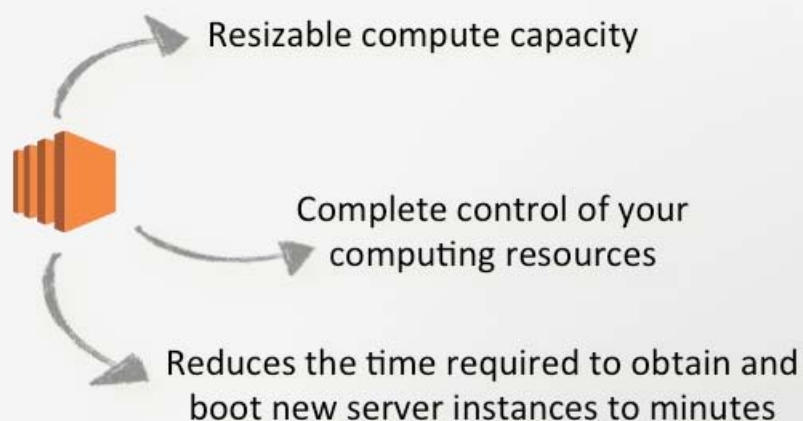 Resizable compute capacity
Complete control of your
computing resources
Reduces the time required to obtain and
boot new server instances to minutes